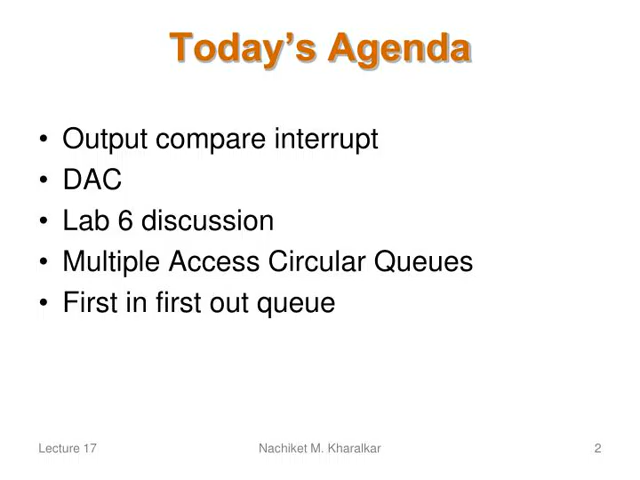 Today’s Agenda
• Output compare interrupt
• DAC
• Lab 6 discussion
• Multiple Access Circular Queues
• First in first out queue
Lecture 17 Nachiket M. Kharalkar 2